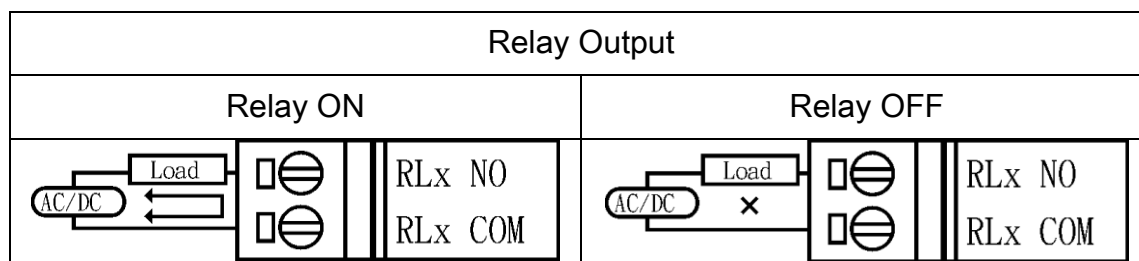 Relay Output
Relay ON
Relay OFF
Load
AC/DC
RLx NO
RLx COM
Load
AC/DC
×
RLx NO
RLx COM